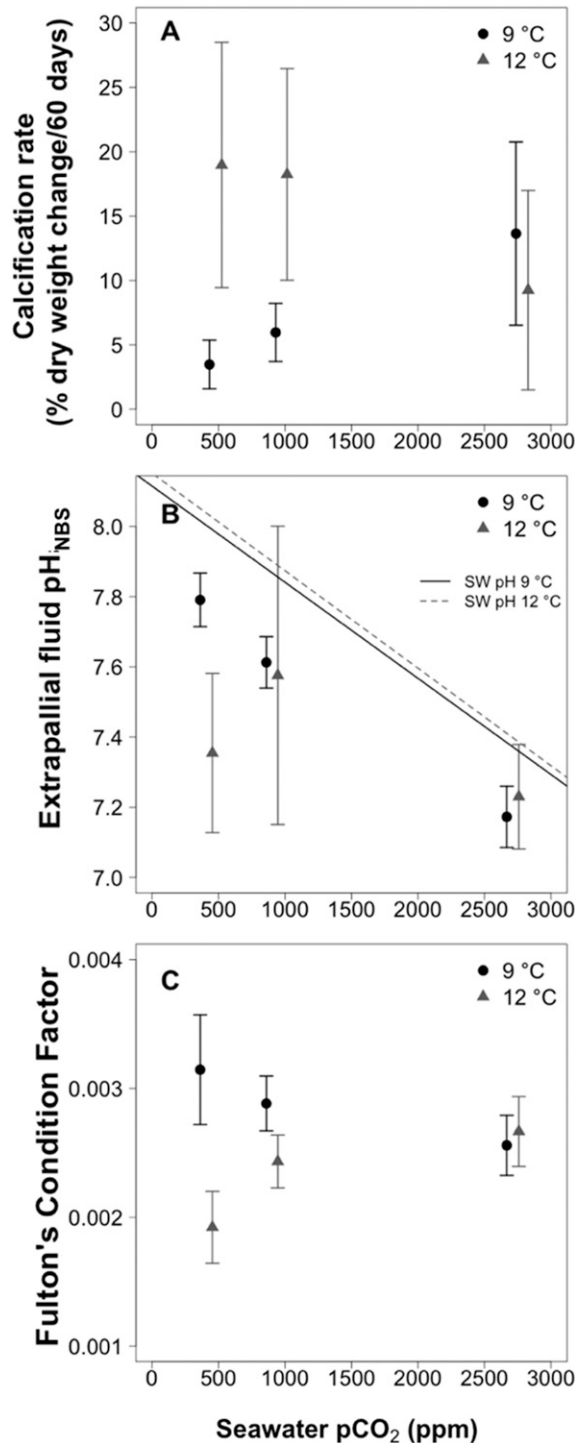 A
9 °C
12 °C
Calcification rate
(% dry weight change/60 days)
30
25
20
15
10
5
0
0 500 1000 1500 2000 2500 3000
B
9 °C
12 °C
SW pH 9 °C
SW pH 12 °C
Extrapallial fluid pH NBS
8.0
7.8
7.6
7.4
7.2
7.0
0 500 1000 1500 2000 2500 3000
C
9 °C
12 °C
Fulton's Condition Factor
0.004
0.003
0.002
0.001
0 500 1000 1500 2000 2500 3000
Seawater pCO₂ (ppm)